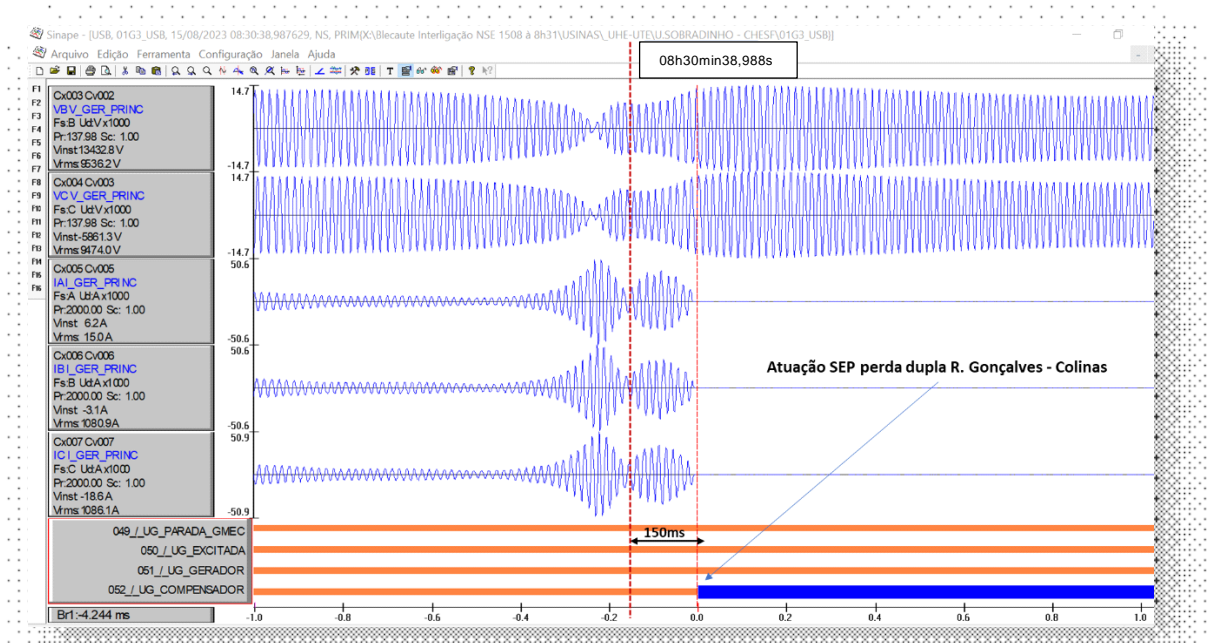 Sinape - [USB, 01G3_USB, 15/08/2023 08:30:38,987629, NS, PRIM(X:\Blecaute Interligação NSE 1508 à 8h31\USINAS\_UHE-UTE\U.SOBRADINHO - CHESF\01G3_USB)]
08h30min38,988s
Arquivo Edição Ferramenta Configuração Janela Ajuda
F1
F2
F3
F4
F5
F6
F7
F8
F9
Cx003 Cv002
VBV_GER_PRINC
Fs:B Ud:V x1000
Pr:137.98 Sc: 1.00
Vinst:13432.8 V
Vrms:9536.2 V
14.7
-14.7
Cx004 Cv003
VCV_GER_PRINC
Fs:C Ud:V x1000
Pr:137.98 Sc: 1.00
Vinst-5861.3 V
Vrms:9474.0 V
14.7
-14.7
Cx005 Cv005
IAI_GER_PRINC
Fs:A Ud:A x1000
Pr:2000.00 Sc: 1.00
Vinst 6.2 A
Vrms: 15.0 A
50.6
-50.6
Cx006 Cv006
IBI_GER_PRINC
Fs:B Ud:A x1000
Pr:2000.00 Sc: 1.00
Vinst -3.1 A
Vrms:1080.9 A
50.6
-50.6
Atuação SEP perda dupla R. Gonçalves - Colinas
Cx007 Cv007
ICI_GER_PRINC
Fs:C Ud:A x1000
Pr:2000.00 Sc: 1.00
Vinst -18.6 A
Vrms:1086.1 A
50.9
-50.9
049_/_UG_PARADA_GMEC
150ms
050_/_UG_EXCITADA
051_/_UG_GERADOR
052_/_UG_COMPENSADOR
Br1:-4.244 ms
-1.0 -0.8 -0.6 -0.4 -0.2 0.0 0.2 0.4 0.6 0.8 1.0